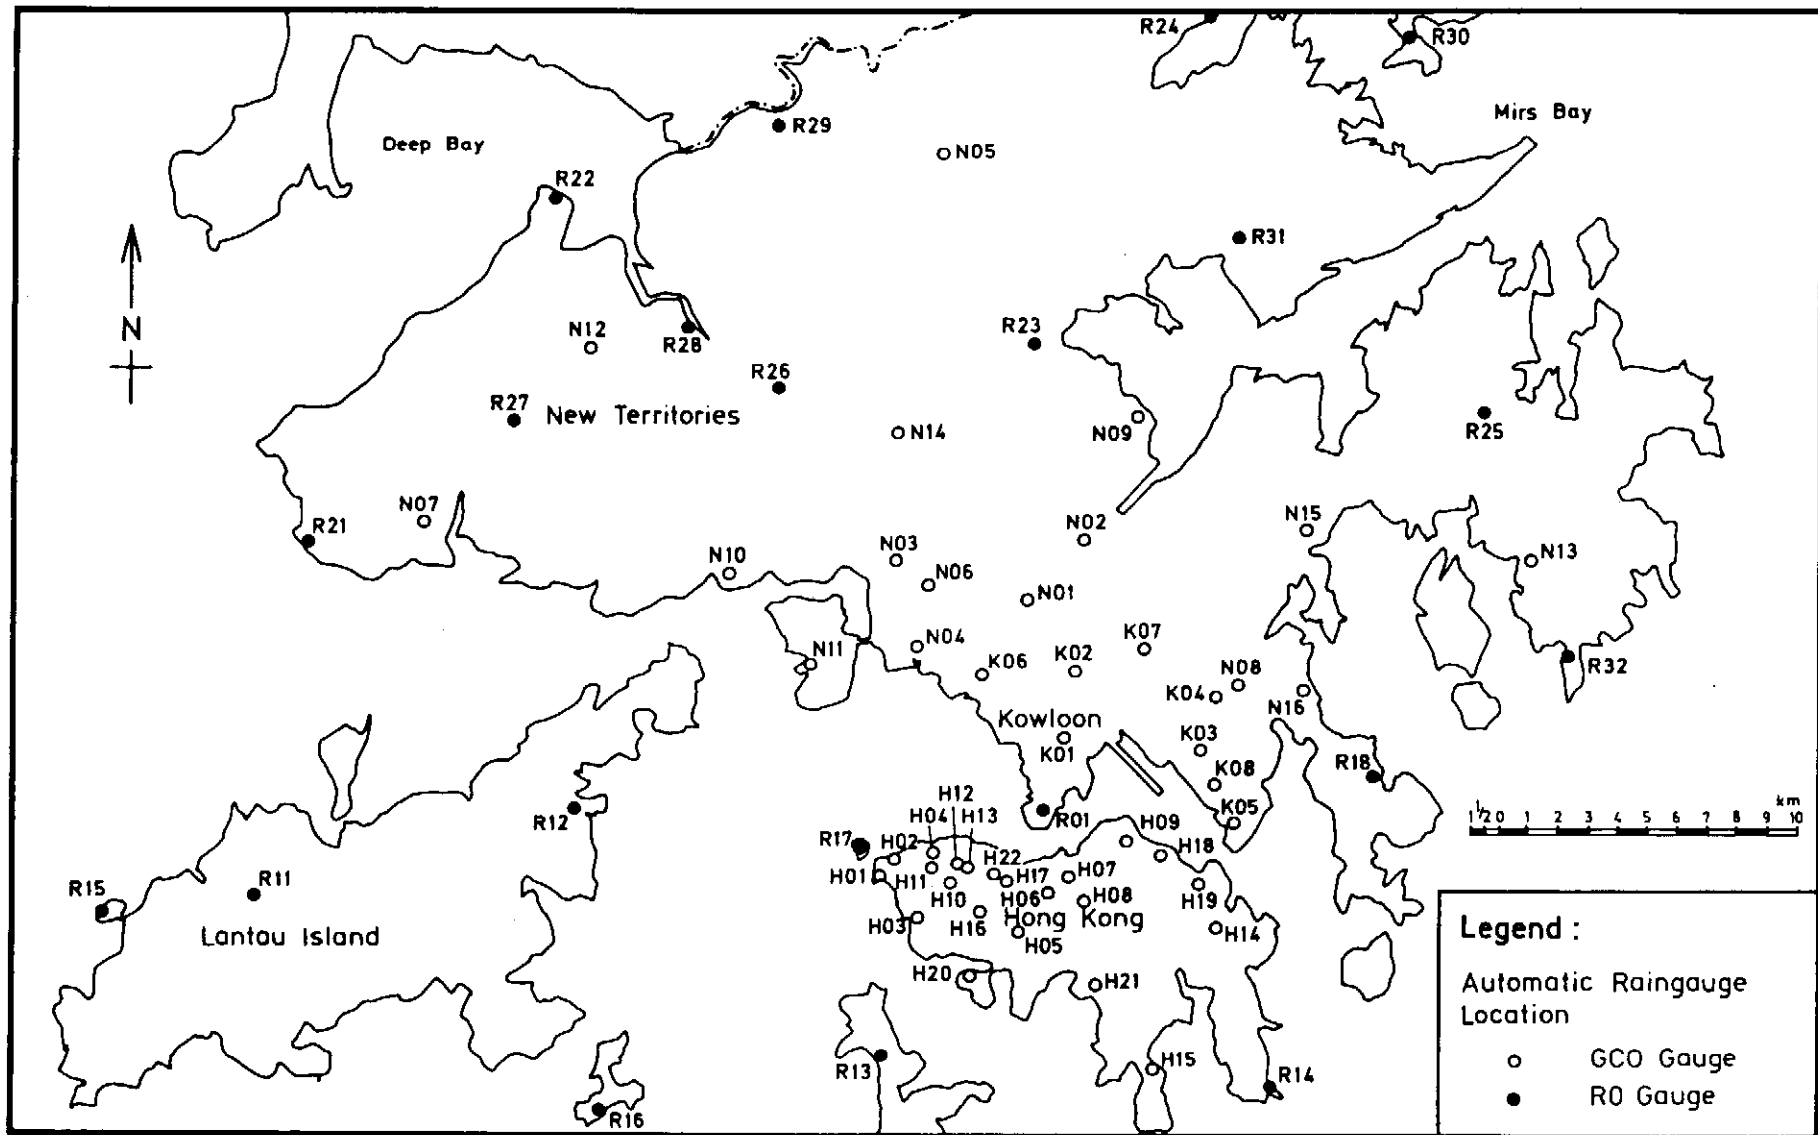 R24
R30
Mirs Bay
R29
Deep Bay
N05
R22
R31
N
N12
R28
R23
R26
R27
New Territories
N14
N09
R25
N07
R21
N02
N15
N03
N13
N10
N06
N01
N04
K07
N11
K06
K02
N08
R32
K04
N16
Kowloon
K01
K03
R18
K08
H12
H04
H13
R12
R01
H09
K05
1/2 0 1 2 3 4 5 6 7 8 9 10
km
R17
H02
H22
H18
H01
H11
H17
H07
R15
R11
H10
H06
H08
H19
H03
H16
Hong Kong
H14
Lantau Island
H05
H20
H21
R13
H15
R14
R16
Legend :
Automatic Raingauge
Location
GCO Gauge
RO Gauge